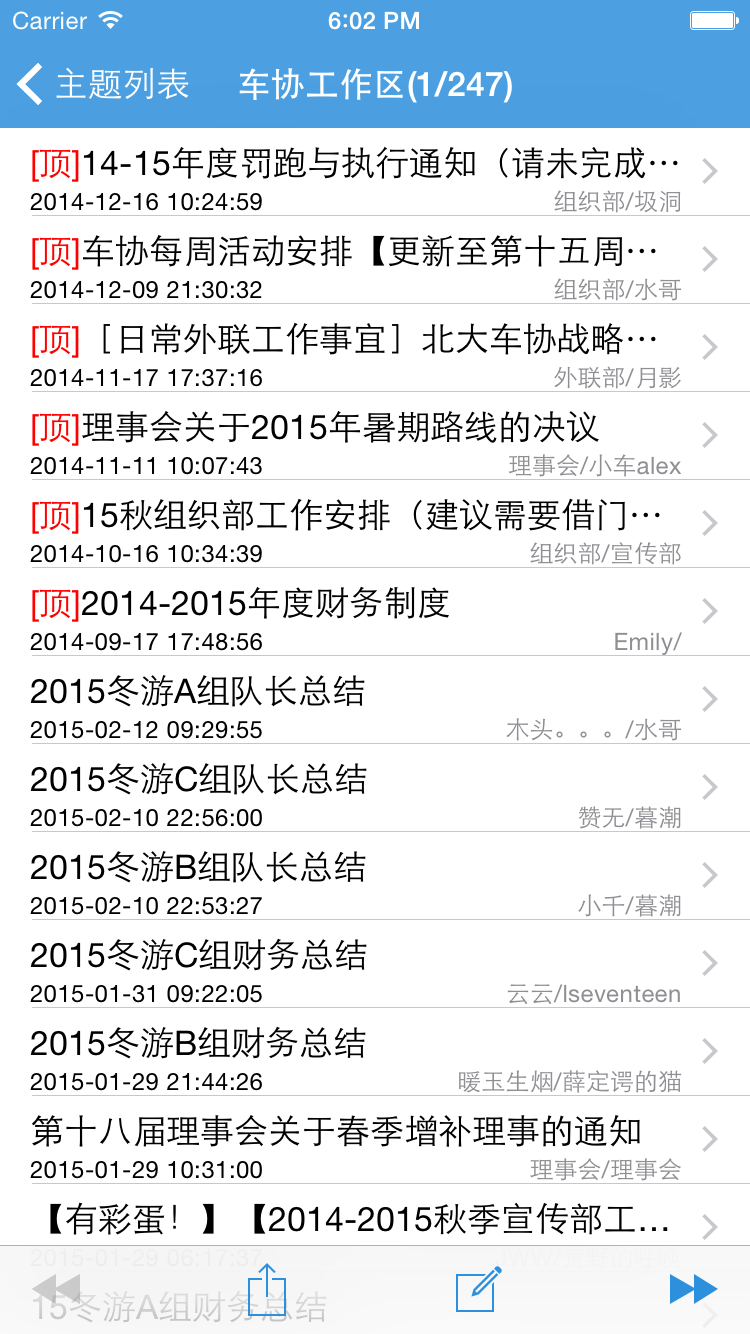 Carrier 6:02 PM
主题列表 车协工作区(1/247)
[顶]14-15年度罚跑与执行通知（请未完成…
2014-12-16 10:24:59 组织部/圾洞
[顶]车协每周活动安排【更新至第十五周…
2014-12-09 21:30:32 组织部/水哥
[顶]［日常外联工作事宜］北大车协战略…
2014-11-17 17:37:16 外联部/月影
[顶]理事会关于2015年暑期路线的决议
2014-11-11 10:07:43 理事会/小车alex
[顶]15秋组织部工作安排（建议需要借门…
2014-10-16 10:34:39 组织部/宣传部
[顶]2014-2015年度财务制度
2014-09-17 17:48:56 Emily/
2015冬游A组队长总结
2015-02-12 09:29:55 木头。。。/水哥
2015冬游C组队长总结
2015-02-10 22:56:00 赞无/暮潮
2015冬游B组队长总结
2015-02-10 22:53:27 小千/暮潮
2015冬游C组财务总结
2015-01-31 09:22:05 云云/lseventeen
2015冬游B组财务总结
2015-01-29 21:44:26 暖玉生烟/薛定谔的猫
第十八届理事会关于春季增补理事的通知
2015-01-29 10:31:00 理事会/理事会
【有彩蛋！】【2014-2015秋季宣传部工...
2015-01-29 06:17:37
15冬游A组财务总结